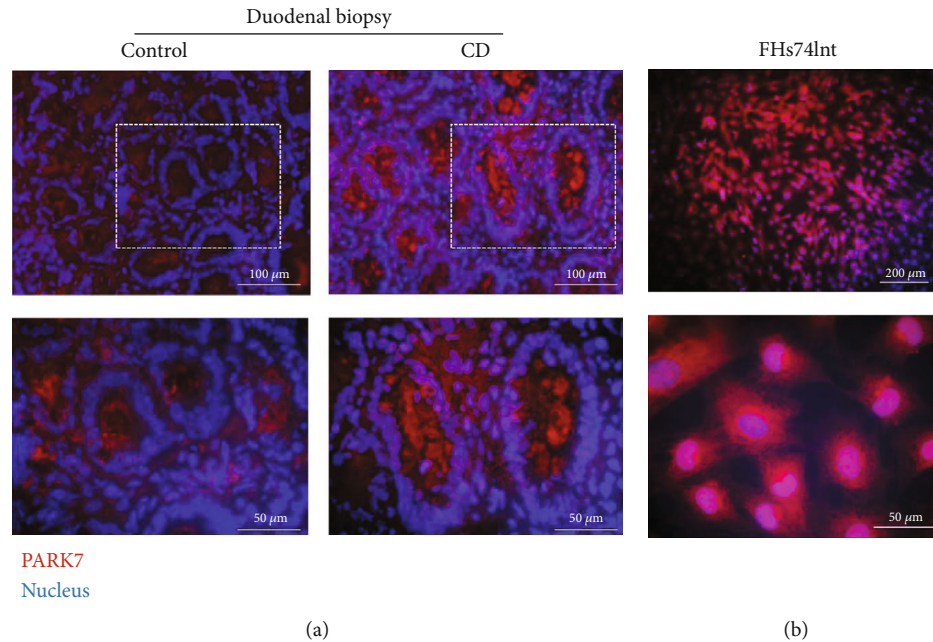 Duodenal biopsy
Control
CD
FHs74lnt
100 µm
100 µm
200 µm
50 µm
50 µm
50 µm
PARK7
Nucleus
(a)
(b)